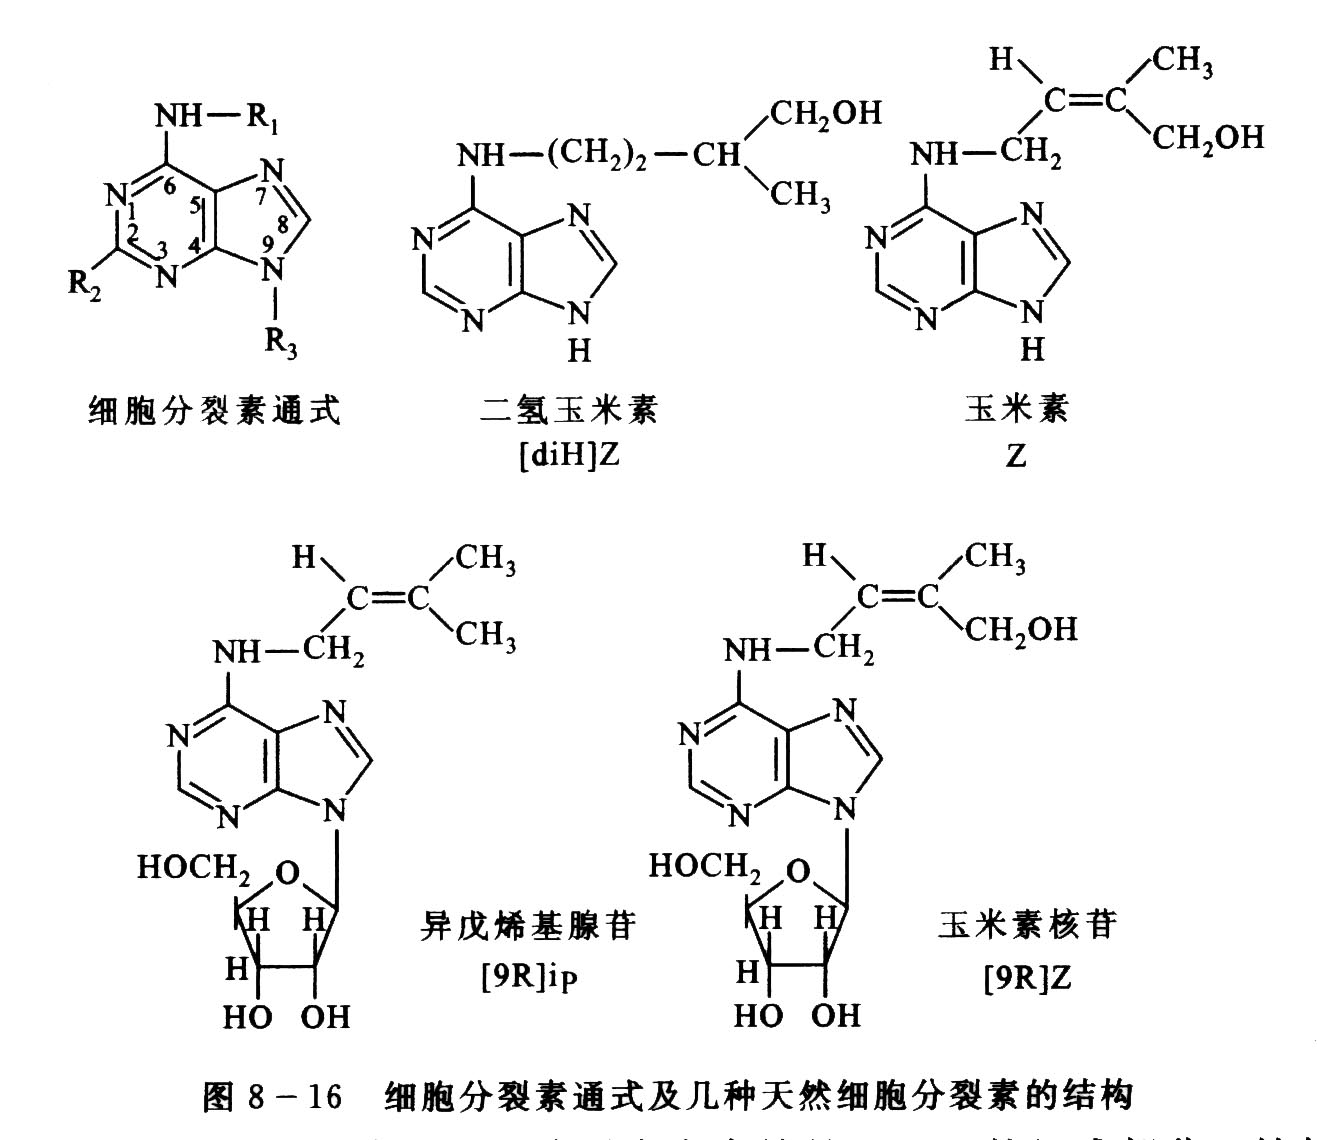 NH—R₁
N 6 5 N 7
1 2 3 4 8 9
R₂ N N
R₃
细胞分裂素通式
CH₂OH
NH—(CH₂)₂—CH
CH₃
N N
N N
H
二氢玉米素
[diH]Z
H CH₃
C=C
NH—CH₂ CH₂OH
N N
N N
H
玉米素
Z
H CH₃
C=C
NH—CH₂ CH₃
N N
N N
HOCH₂ O
H H
H
HO OH
异戊烯基腺苷
[9R]iP
H CH₃
C=C
NH—CH₂ CH₂OH
N N
N N
HOCH₂ O
H H
H
HO OH
玉米素核苷
[9R]Z
图 8-16 细胞分裂素通式及几种天然细胞分裂素的结构